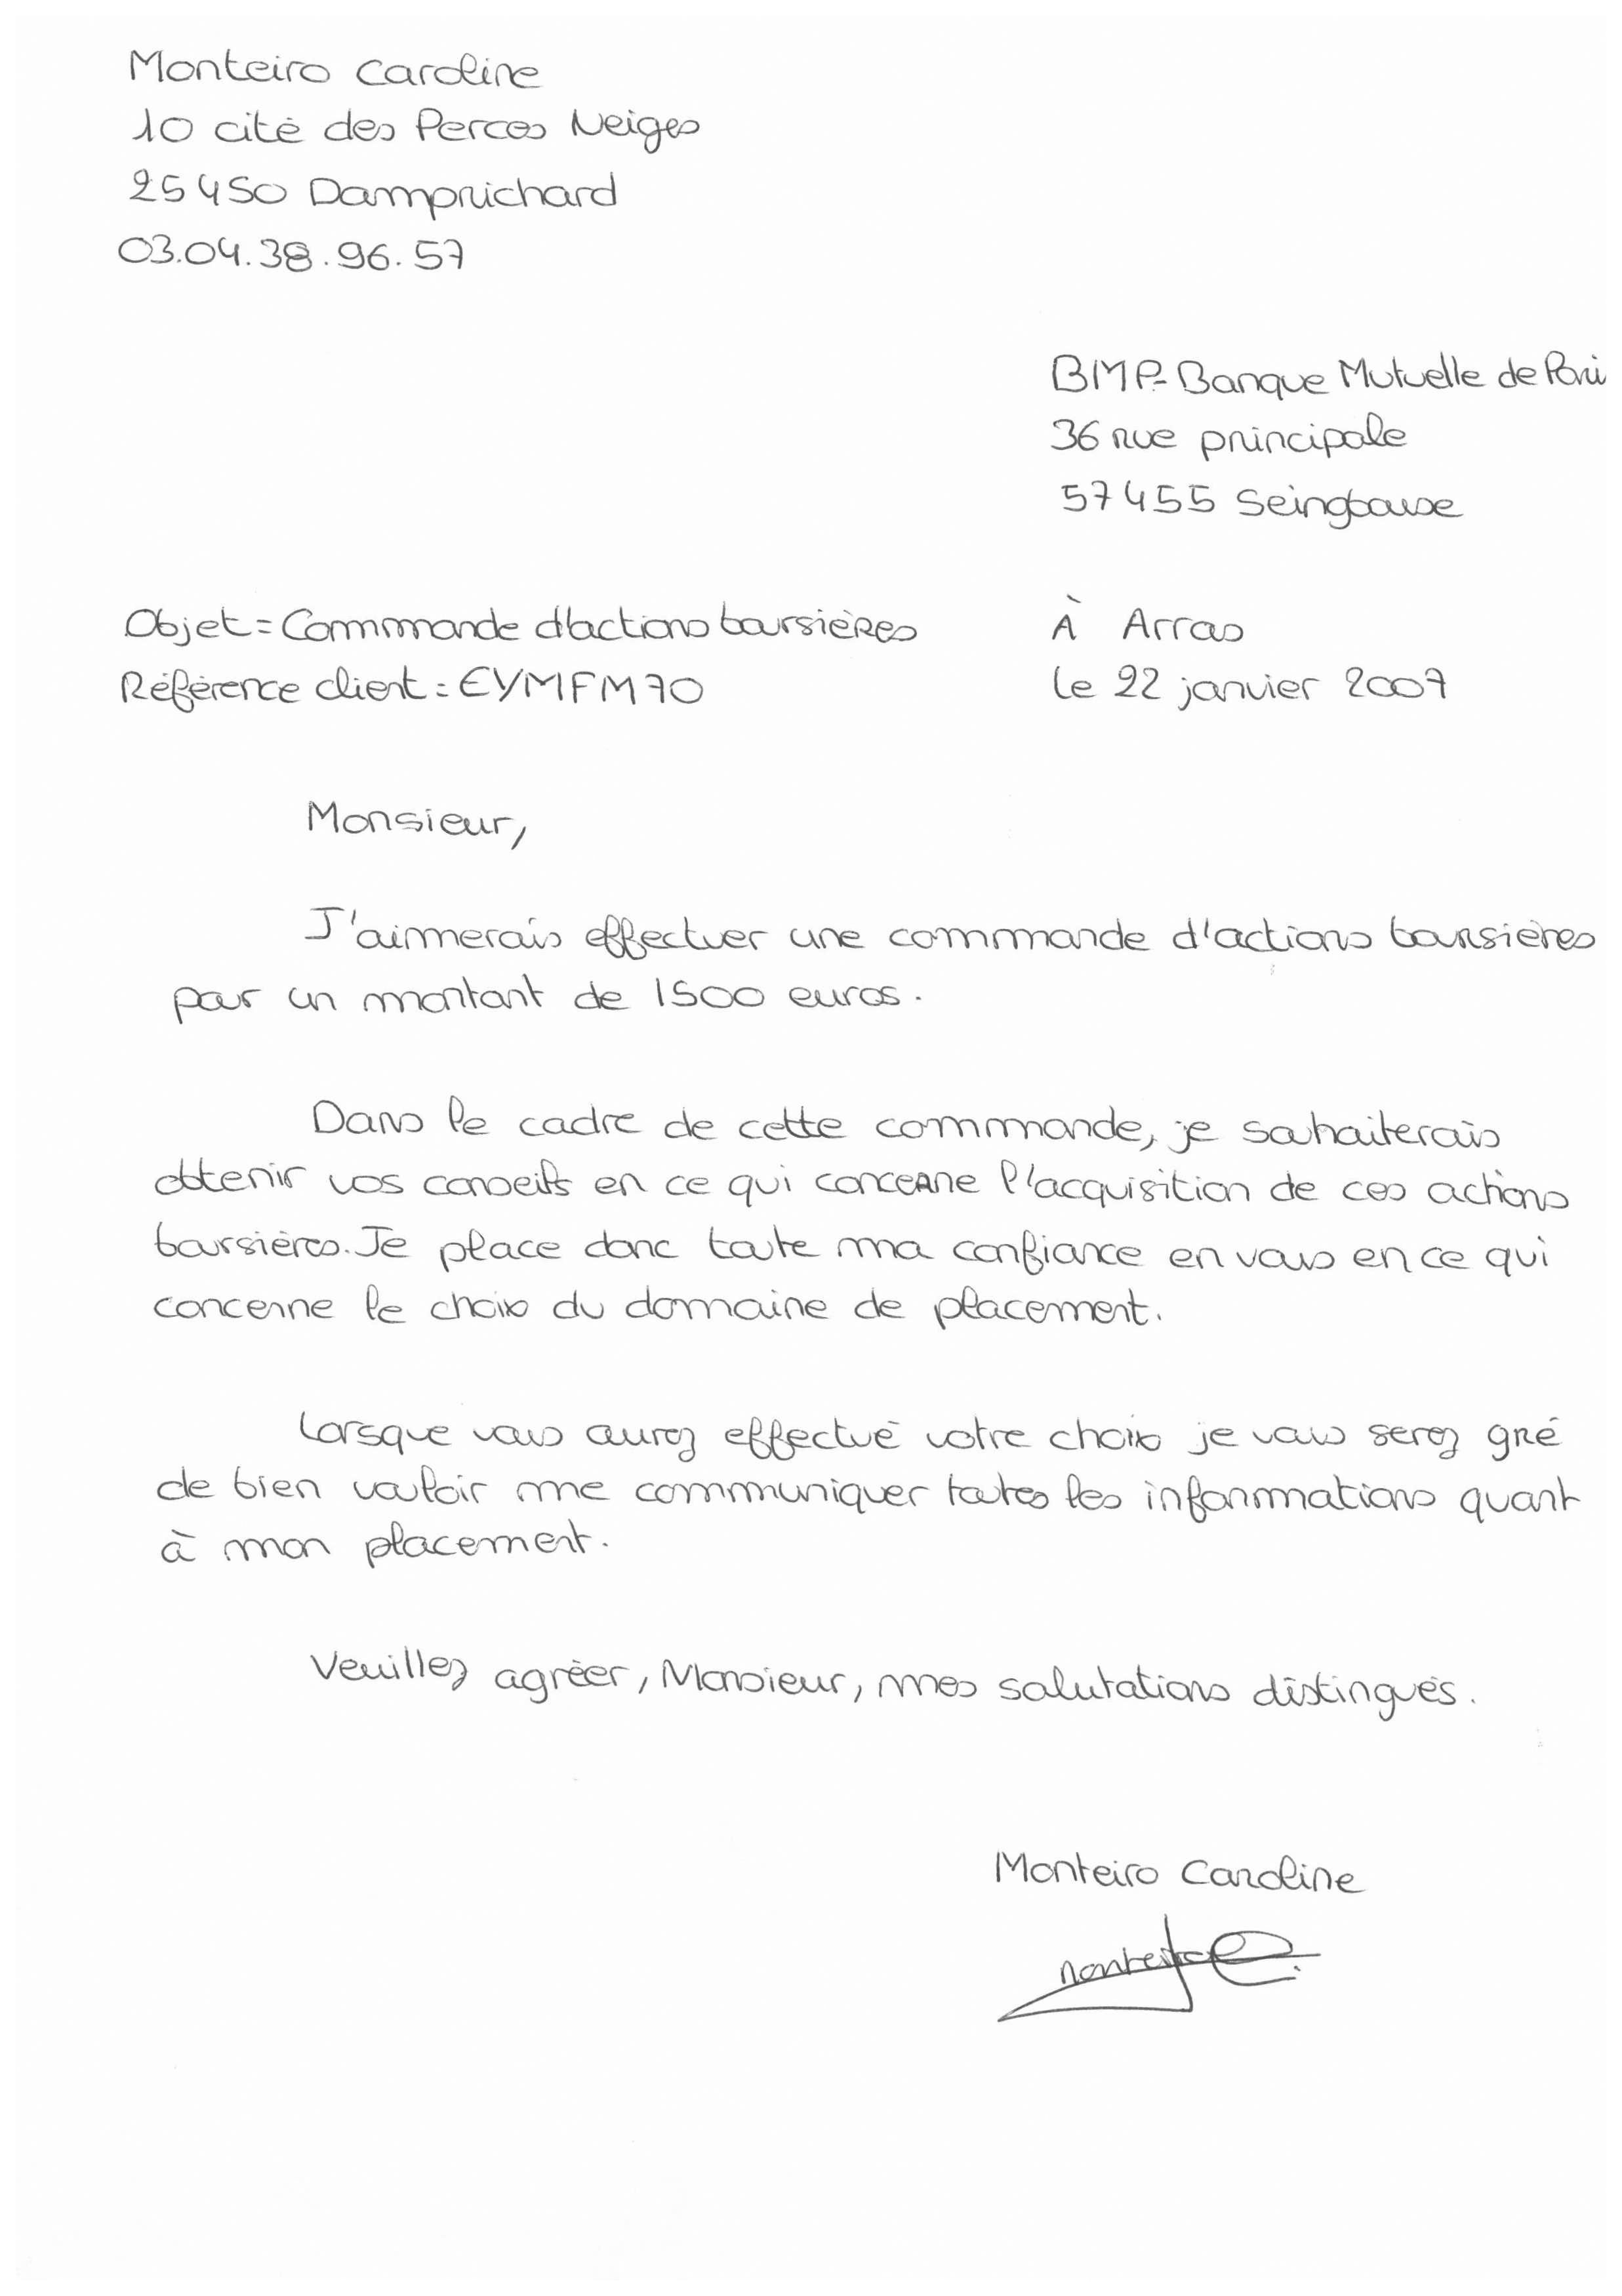 Monteiro Caroline
10 cité des Perces Neiges
25450 Damprichard
03.04.38.96.57
BMP-Banque Mutuelle de Pari
36 rue principale
57455 Seingbouse
Objet = Commande d'actions boursières
À Arras
Référence client : EYMFM70
le 22 janvier 2007
Monsieur,
J'aimerais effectuer une commande d'actions boursières
pour un montant de 1500 euros.
Dans le cadre de cette commande, je souhaiterais
obtenir vos conseils en ce qui concerne l'acquisition de ces actions
boursières. Je place donc toute ma confiance en vous en ce qui
concerne le choix du domaine de placement.
Lorsque vous aurez effectué votre choix je vous serez gré
de bien vouloir me communiquer toutes les informations quant
à mon placement.
Veuillez agréer, Monsieur, mes salutations distingués.
Monteiro Caroline